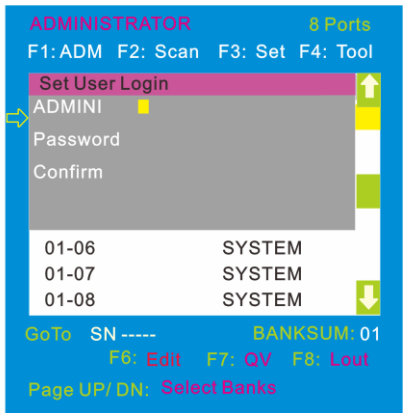 ADMINISTRATOR 8 Ports
F1: ADM F2: Scan F3: Set F4: Tool
Set User Login
ADMINI
Password
Confirm
01-06 SYSTEM
01-07 SYSTEM
01-08 SYSTEM
GoTo SN ----- BANKSUM: 01
F6: Edit F7: QV F8: Lout
Page UP/ DN: Select Banks